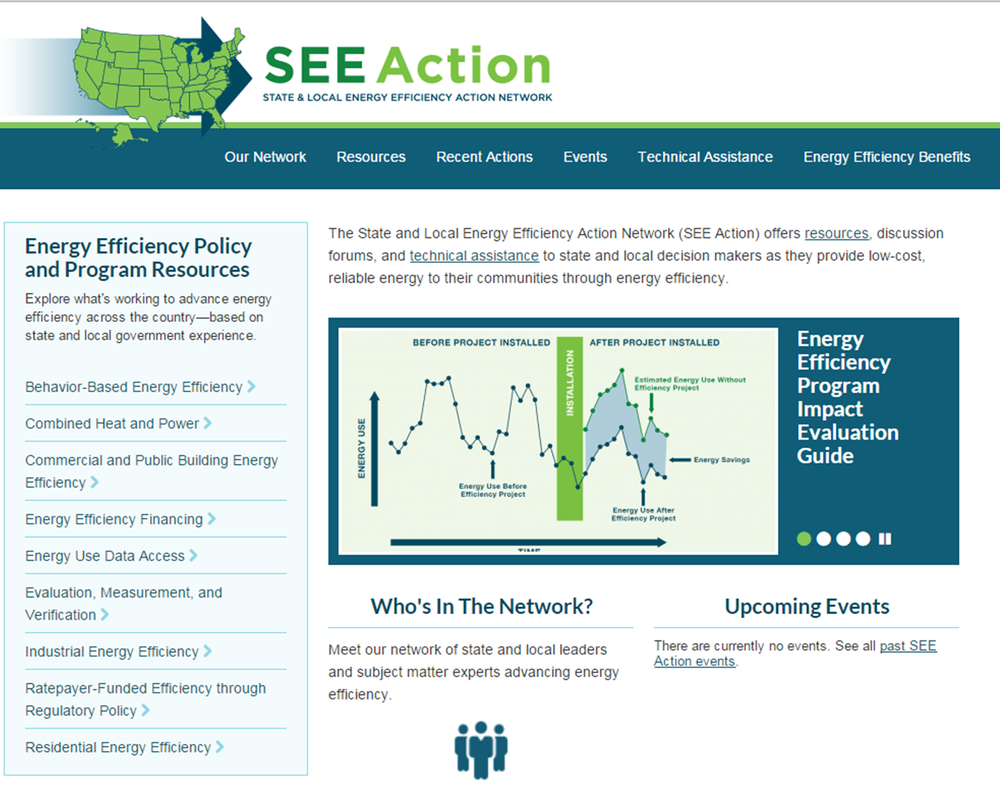 SEE Action
STATE & LOCAL ENERGY EFFICIENCY ACTION NETWORK
Our Network
Resources
Recent Actions
Events
Technical Assistance
Energy Efficiency Benefits
Energy Efficiency Policy
and Program Resources
Explore what's working to advance energy
efficiency across the country—based on
state and local government experience.
Behavior-Based Energy Efficiency
Combined Heat and Power
Commercial and Public Building Energy
Efficiency
Energy Efficiency Financing
Energy Use Data Access
Evaluation, Measurement, and
Verification
Industrial Energy Efficiency
Ratepayer-Funded Efficiency through
Regulatory Policy
Residential Energy Efficiency
The State and Local Energy Efficiency Action Network (SEE Action) offers resources, discussion
forums, and technical assistance to state and local decision makers as they provide low-cost,
reliable energy to their communities through energy efficiency.
BEFORE PROJECT INSTALLED
AFTER PROJECT INSTALLED
INSTALLATION
Estimated Energy Use Without
Efficiency Project
ENERGY USE
Energy Savings
Energy Use Before
Efficiency Project
Energy Use After
Efficiency Project
TIME
Energy
Efficiency
Program
Impact
Evaluation
Guide
Who's In The Network?
Meet our network of state and local leaders
and subject matter experts advancing energy
efficiency.
Upcoming Events
There are currently no events. See all past SEE
Action events.